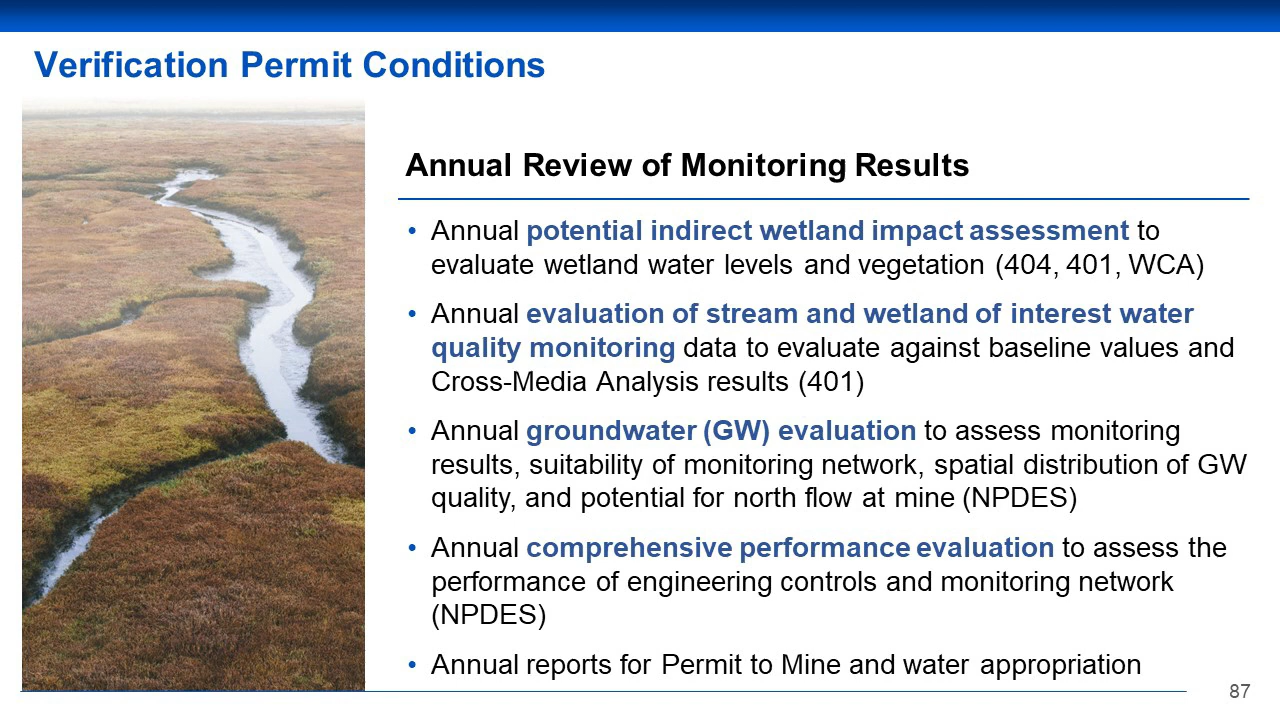 Verification Permit Conditions
Annual Review of Monitoring Results
• Annual potential indirect wetland impact assessment to
evaluate wetland water levels and vegetation (404, 401, WCA)
• Annual evaluation of stream and wetland of interest water
quality monitoring data to evaluate against baseline values and
Cross-Media Analysis results (401)
• Annual groundwater (GW) evaluation to assess monitoring
results, suitability of monitoring network, spatial distribution of GW
quality, and potential for north flow at mine (NPDES)
• Annual comprehensive performance evaluation to assess the
performance of engineering controls and monitoring network
(NPDES)
• Annual reports for Permit to Mine and water appropriation
87